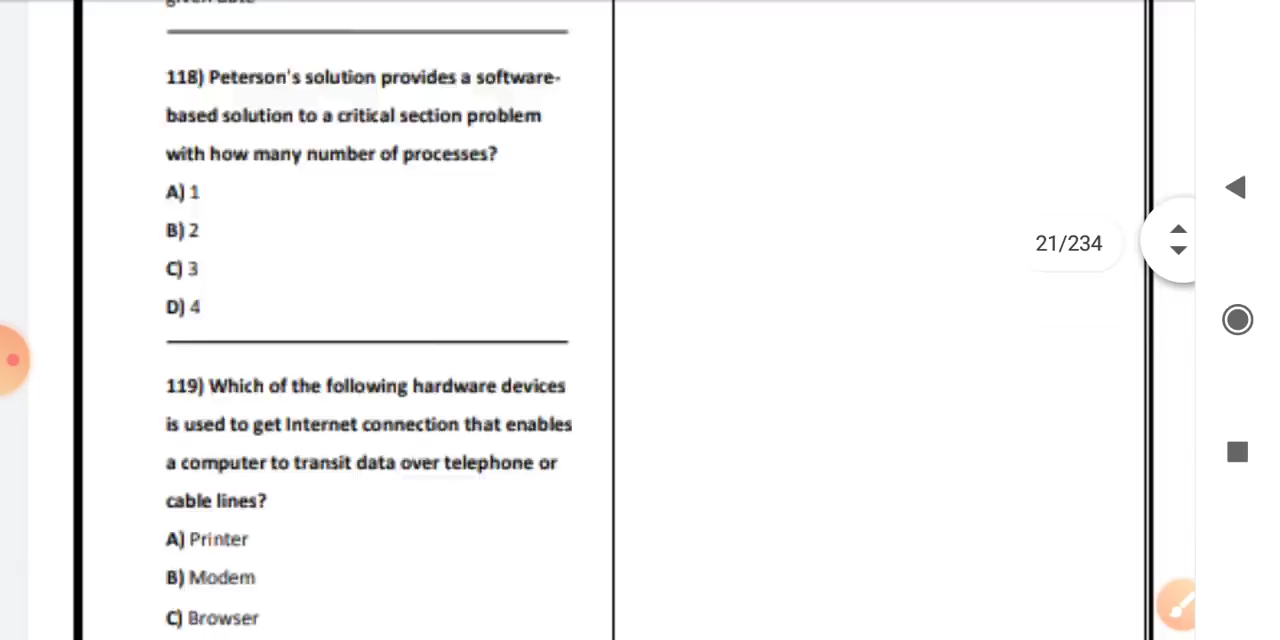 118) Peterson's solution provides a software-
based solution to a critical section problem
with how many number of processes?
A) 1
B) 2
C) 3
D) 4
119) Which of the following hardware devices
is used to get Internet connection that enables
a computer to transit data over telephone or
cable lines?
A) Printer
B) Modem
C) Browser
21/234